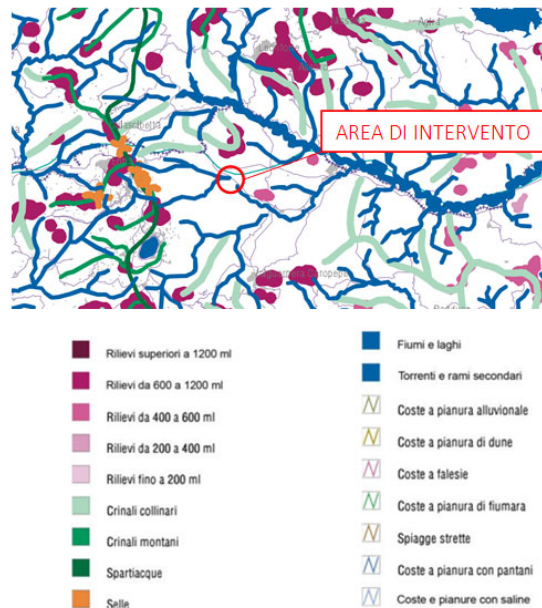 AREA DI INTERVENTO
Rilievi superiori a 1200 ml
Rilievi da 600 a 1200 ml
Rilievi da 400 a 600 ml
Rilievi da 200 a 400 ml
Rilievi fino a 200 ml
Crinali collinari
Crinali montani
Spartiacque
Selle
Fiumi e laghi
Torrenti e rami secondari
Coste a pianura alluvionale
Coste a pianura di dune
Coste a falesie
Coste a pianura di fiumara
Spiagge strette
Coste a pianura con pantani
Coste e pianure con saline